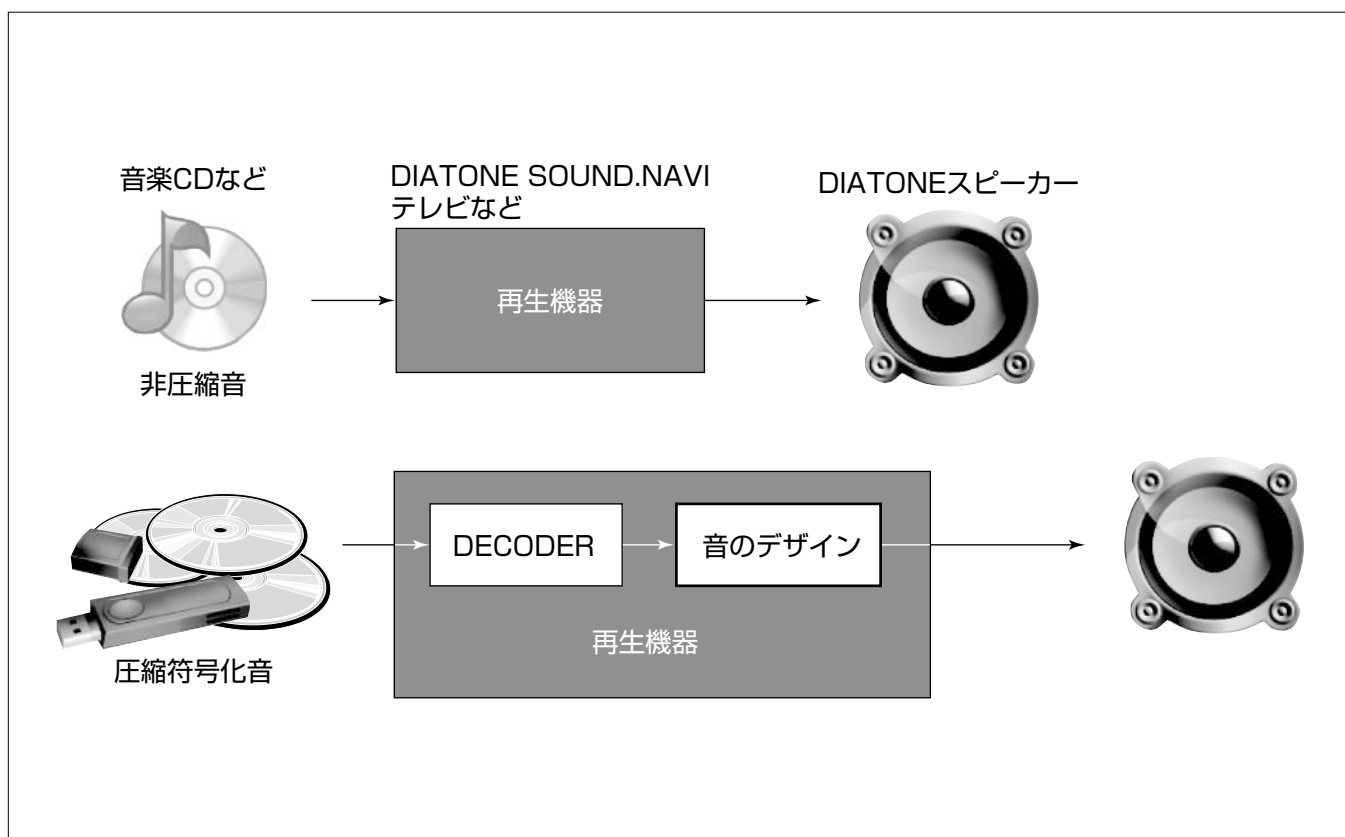 音楽CDなど
DIATONE SOUND.NAVI
テレビなど
DIATONEスピーカー
再生機器
非圧縮音
DECODER
音のデザイン
再生機器
圧縮符号化音